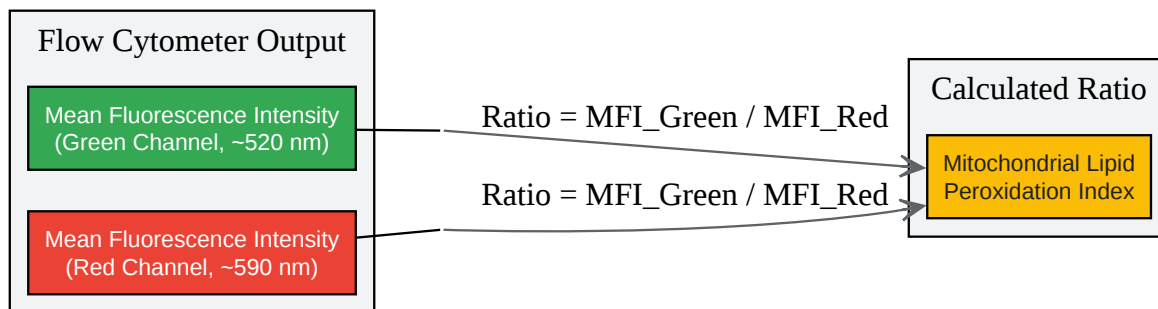 Flow Cytometer Output
Mean Fluorescence Intensity
(Green Channel, ~520 nm)
Mean Fluorescence Intensity
(Red Channel, ~590 nm)
Ratio = MFI_Green / MFI_Red
Ratio = MFI_Green / MFI_Red
Calculated Ratio
Mitochondrial Lipid
Peroxidation Index